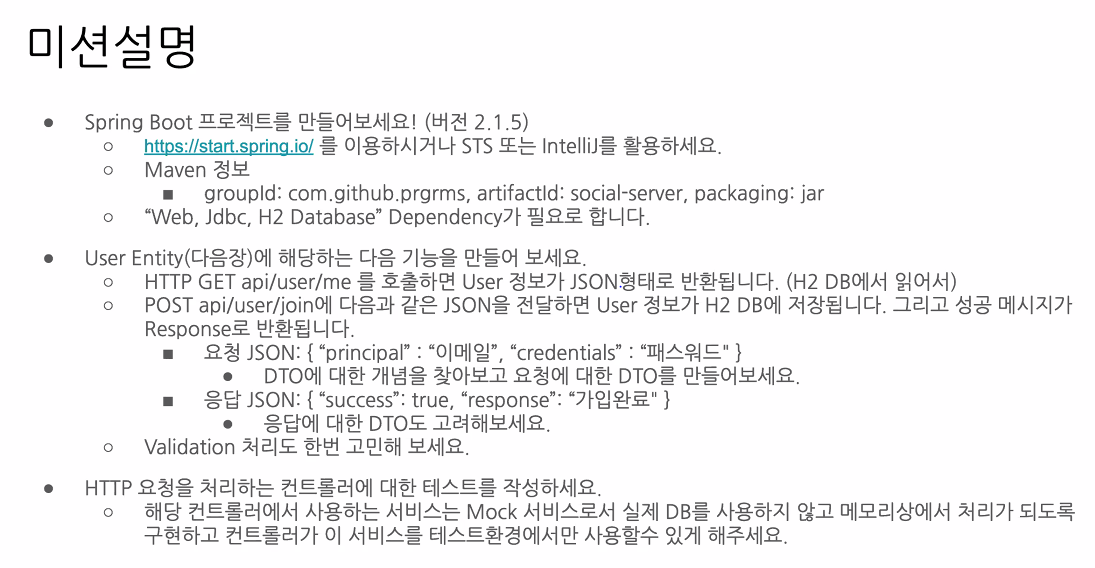 미션설명
● Spring Boot 프로젝트를 만들어보세요! (버전 2.1.5)
○ https://start.spring.io/ 를 이용하시거나 STS 또는 IntelliJ를 활용하세요.
○ Maven 정보
■ groupId: com.github.prgrms, artifactId: social-server, packaging: jar
○ “Web, Jdbc, H2 Database” Dependency가 필요로 합니다.
● User Entity(다음장)에 해당하는 다음 기능을 만들어 보세요.
○ HTTP GET api/user/me 를 호출하면 User 정보가 JSON형태로 반환됩니다. (H2 DB에서 읽어서)
○ POST api/user/join에 다음과 같은 JSON을 전달하면 User 정보가 H2 DB에 저장됩니다. 그리고 성공 메시지가
Response로 반환됩니다.
■ 요청 JSON: { “principal” : “이메일”, “credentials” : “패스워드" }
● DTO에 대한 개념을 찾아보고 요청에 대한 DTO를 만들어보세요.
■ 응답 JSON: { “success”: true, “response”: “가입완료" }
● 응답에 대한 DTO도 고려해보세요.
○ Validation 처리도 한번 고민해 보세요.
● HTTP 요청을 처리하는 컨트롤러에 대한 테스트를 작성하세요.
○ 해당 컨트롤러에서 사용하는 서비스는 Mock 서비스로서 실제 DB를 사용하지 않고 메모리상에서 처리가 되도록
구현하고 컨트롤러가 이 서비스를 테스트환경에서만 사용할수 있게 해주세요.